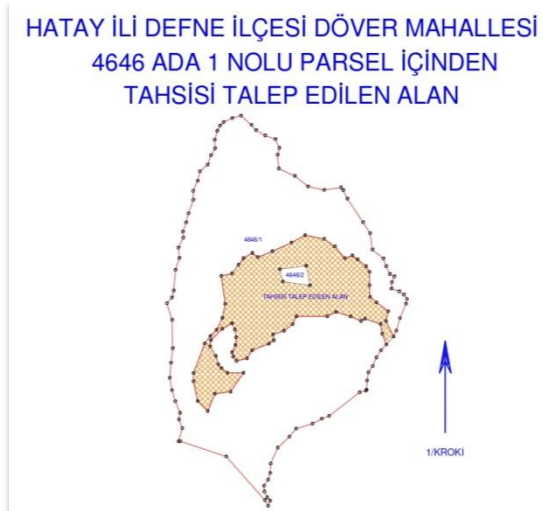 HATAY İLİ DEFNE İLÇESİ DÖVER MAHALLESİ
4646 ADA 1 NOLU PARSEL İÇİNDEN
TAHSİSİ TALEP EDİLEN ALAN
4646/1
4646/2
TAHSİSİ TALEP EDİLEN ALAN
1/KROKİ